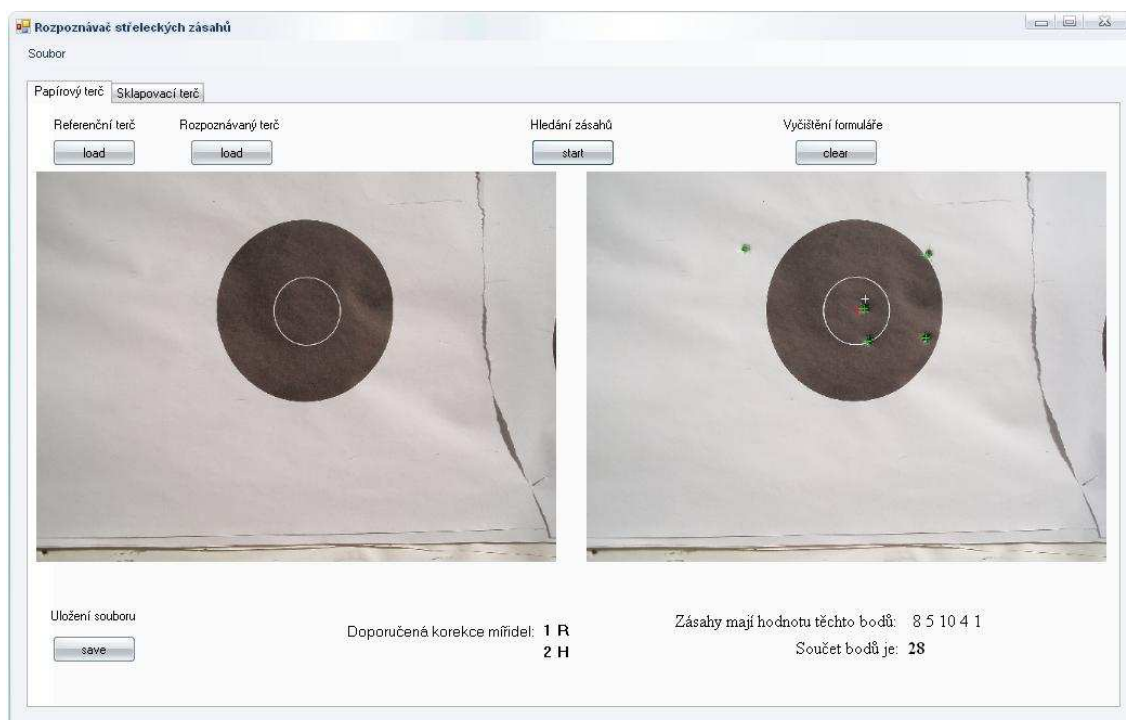 Rozpoznávač střeleckých zásahů
Soubor
Papírový terč Sklapovací terč
Referenční terč Rozpoznávaný terč Hledání zásahů Vyčištění formuláře
load load start clear
Uložení souboru
save
Doporučená korekce mířidel: 1 R
2 H
Zásahy mají hodnotu těchto bodů: 8 5 10 4 1
Součet bodů je: 28